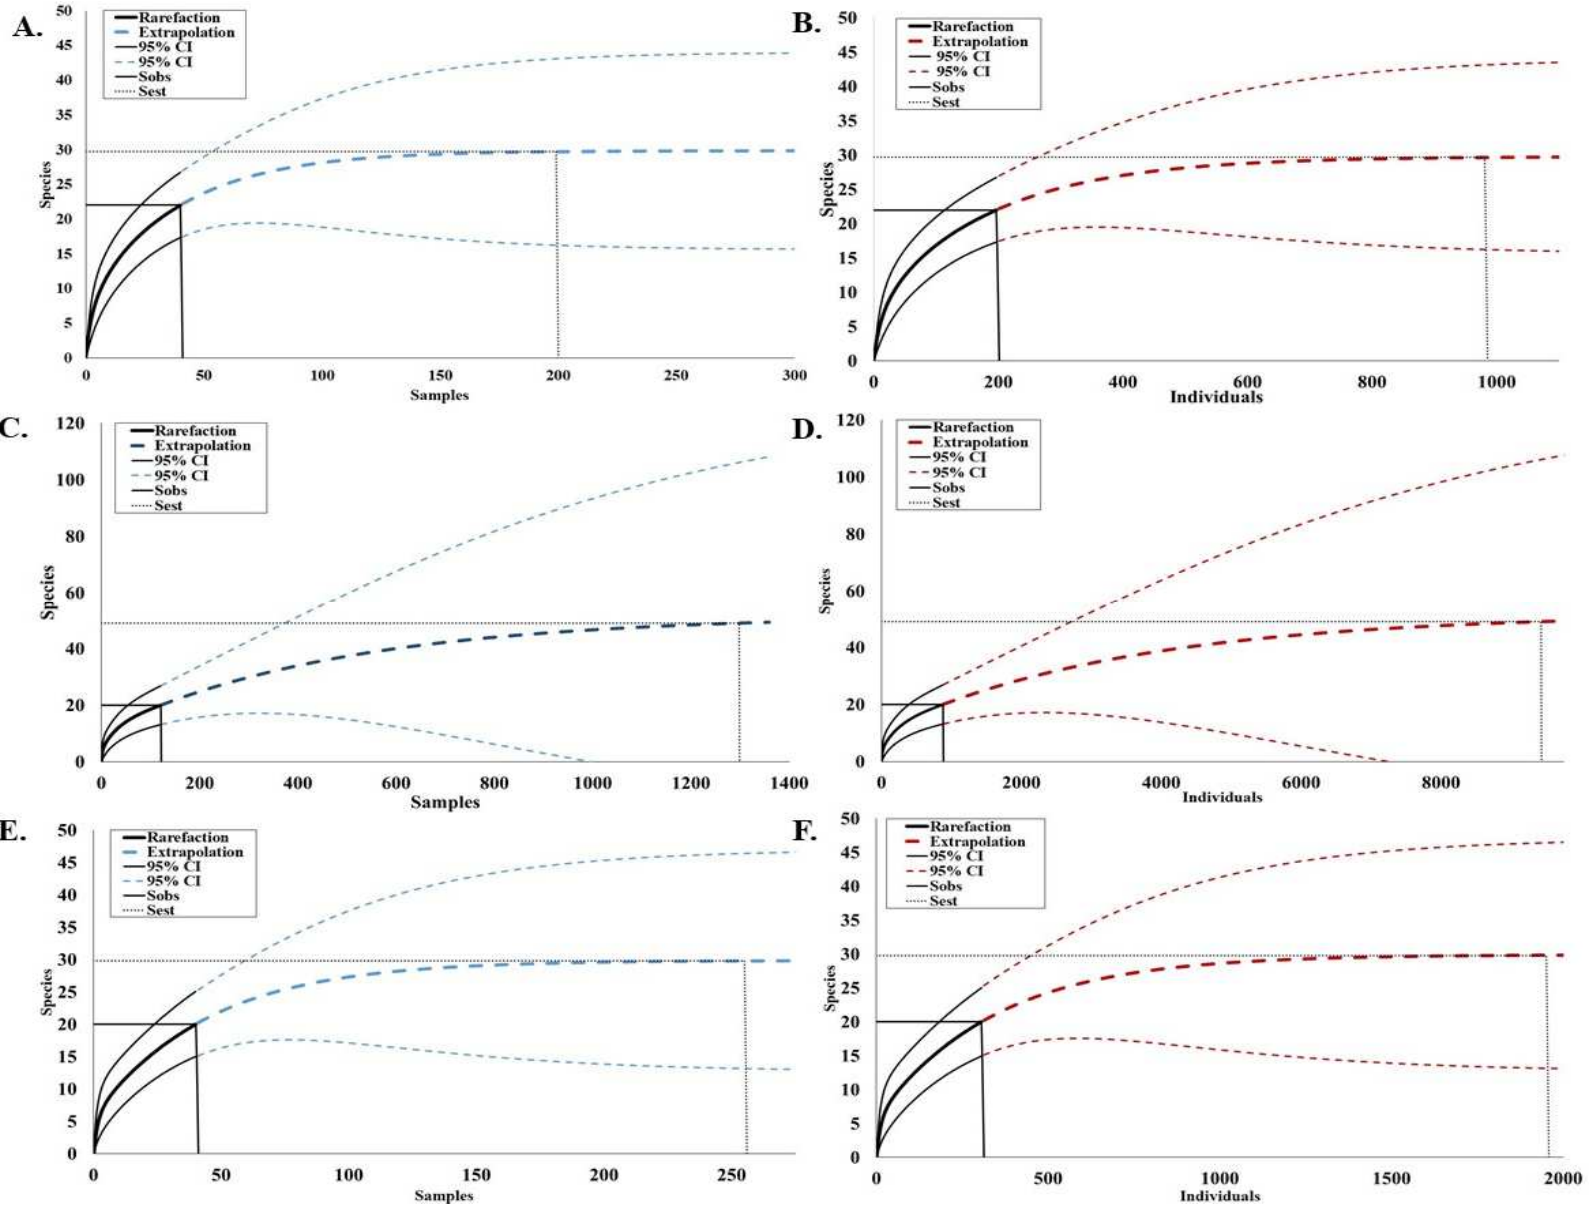 A.
Rarefaction
Extrapolation
95% CI
95% CI
Sobs
Sest
50
45
40
35
30
25
20
15
10
5
0
Species
0 50 100 150 200 250 300
Samples
B.
Rarefaction
Extrapolation
95% CI
95% CI
Sobs
Sest
50
45
40
35
30
25
20
15
10
5
0
Species
0 200 400 600 800 1000
Individuals
C.
Rarefaction
Extrapolation
95% CI
95% CI
Sobs
Sest
120
100
80
60
40
20
0
Species
0 200 400 600 800 1000 1200 1400
Samples
D.
Rarefaction
Extrapolation
95% CI
95% CI
Sobs
Sest
120
100
80
60
40
20
0
Species
0 2000 4000 6000 8000
Individuals
E.
Rarefaction
Extrapolation
95% CI
95% CI
Sobs
Sest
50
45
40
35
30
25
20
15
10
5
0
Species
0 50 100 150 200 250
Samples
F.
Rarefaction
Extrapolation
95% CI
95% CI
Sobs
Sest
50
45
40
35
30
25
20
15
10
5
0
Species
0 500 1000 1500 2000
Individuals